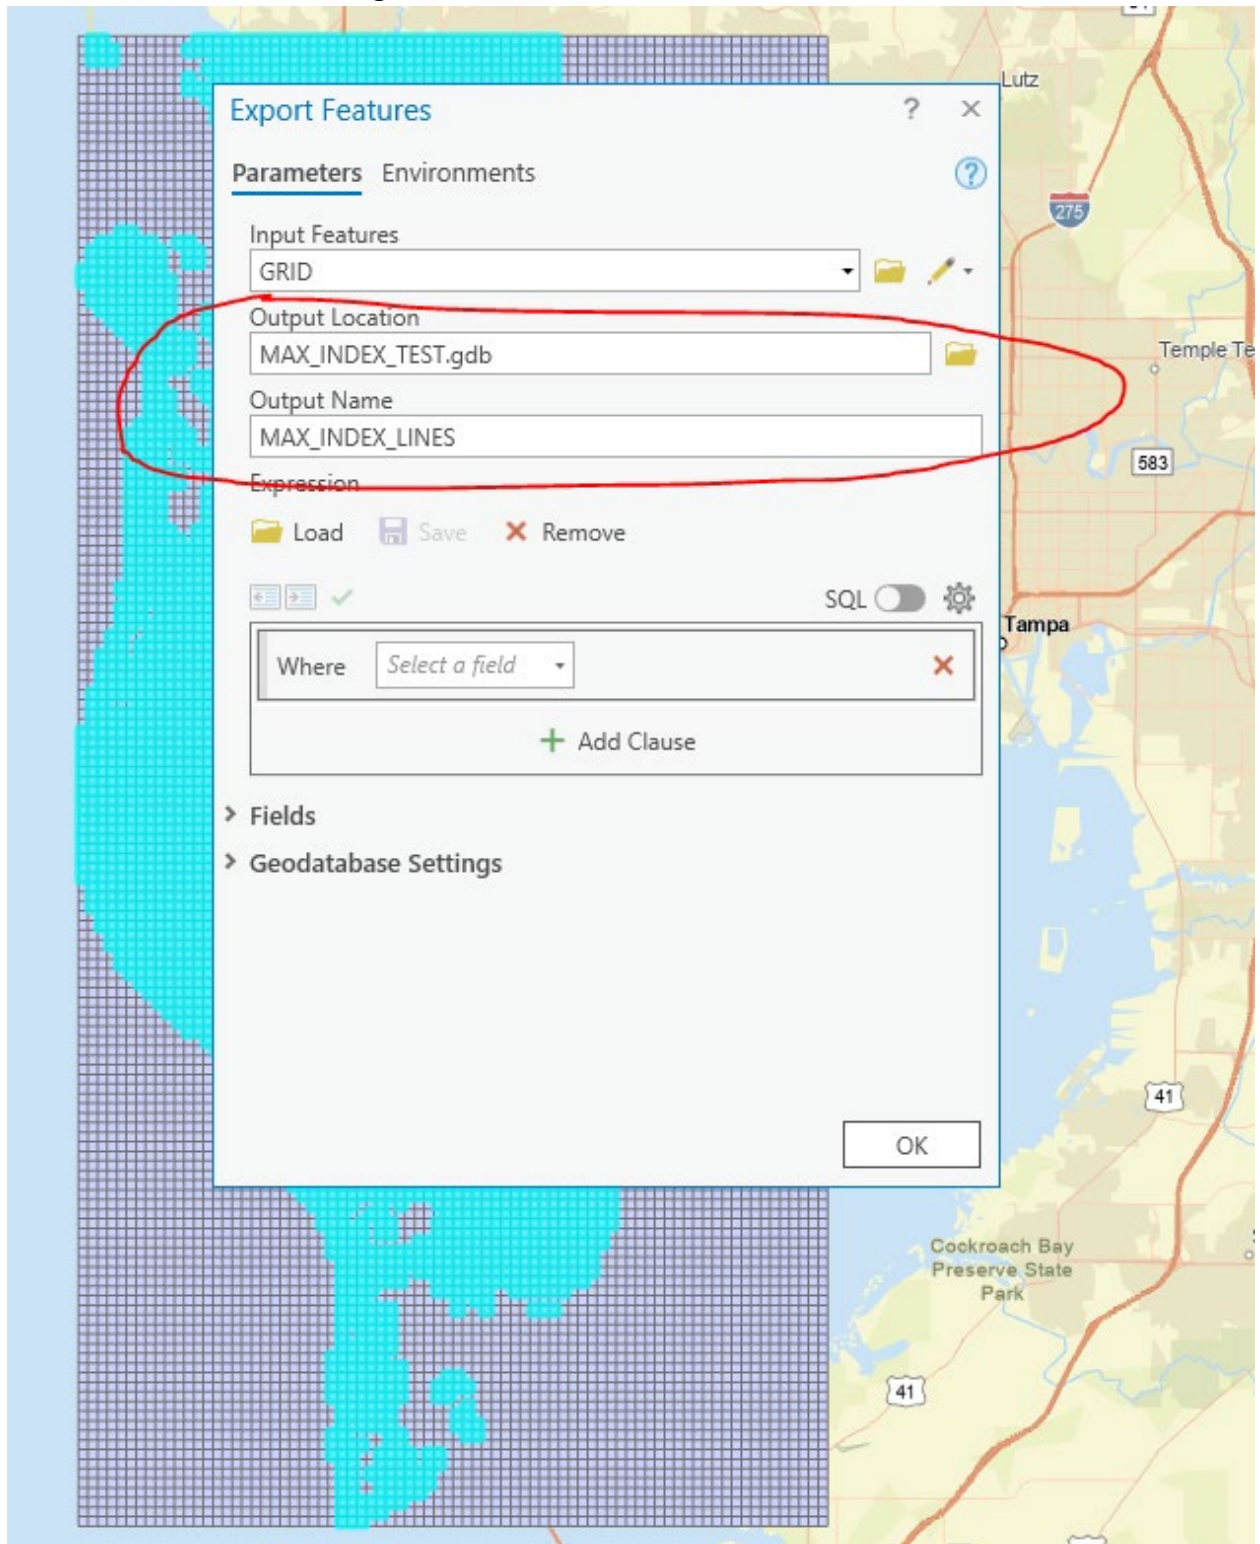 Lutz
Export Features
?
Parameters Environments
?
275
Input Features
GRID
Output Location
MAX_INDEX_TEST.gdb
Temple Te
Output Name
MAX_INDEX_LINES
583
Expression
Load Save Remove
SQL
Tampa
Where Select a field
Add Clause
Fields
Geodatabase Settings
41
OK
Cockroach Bay
Preserve State
Park
41